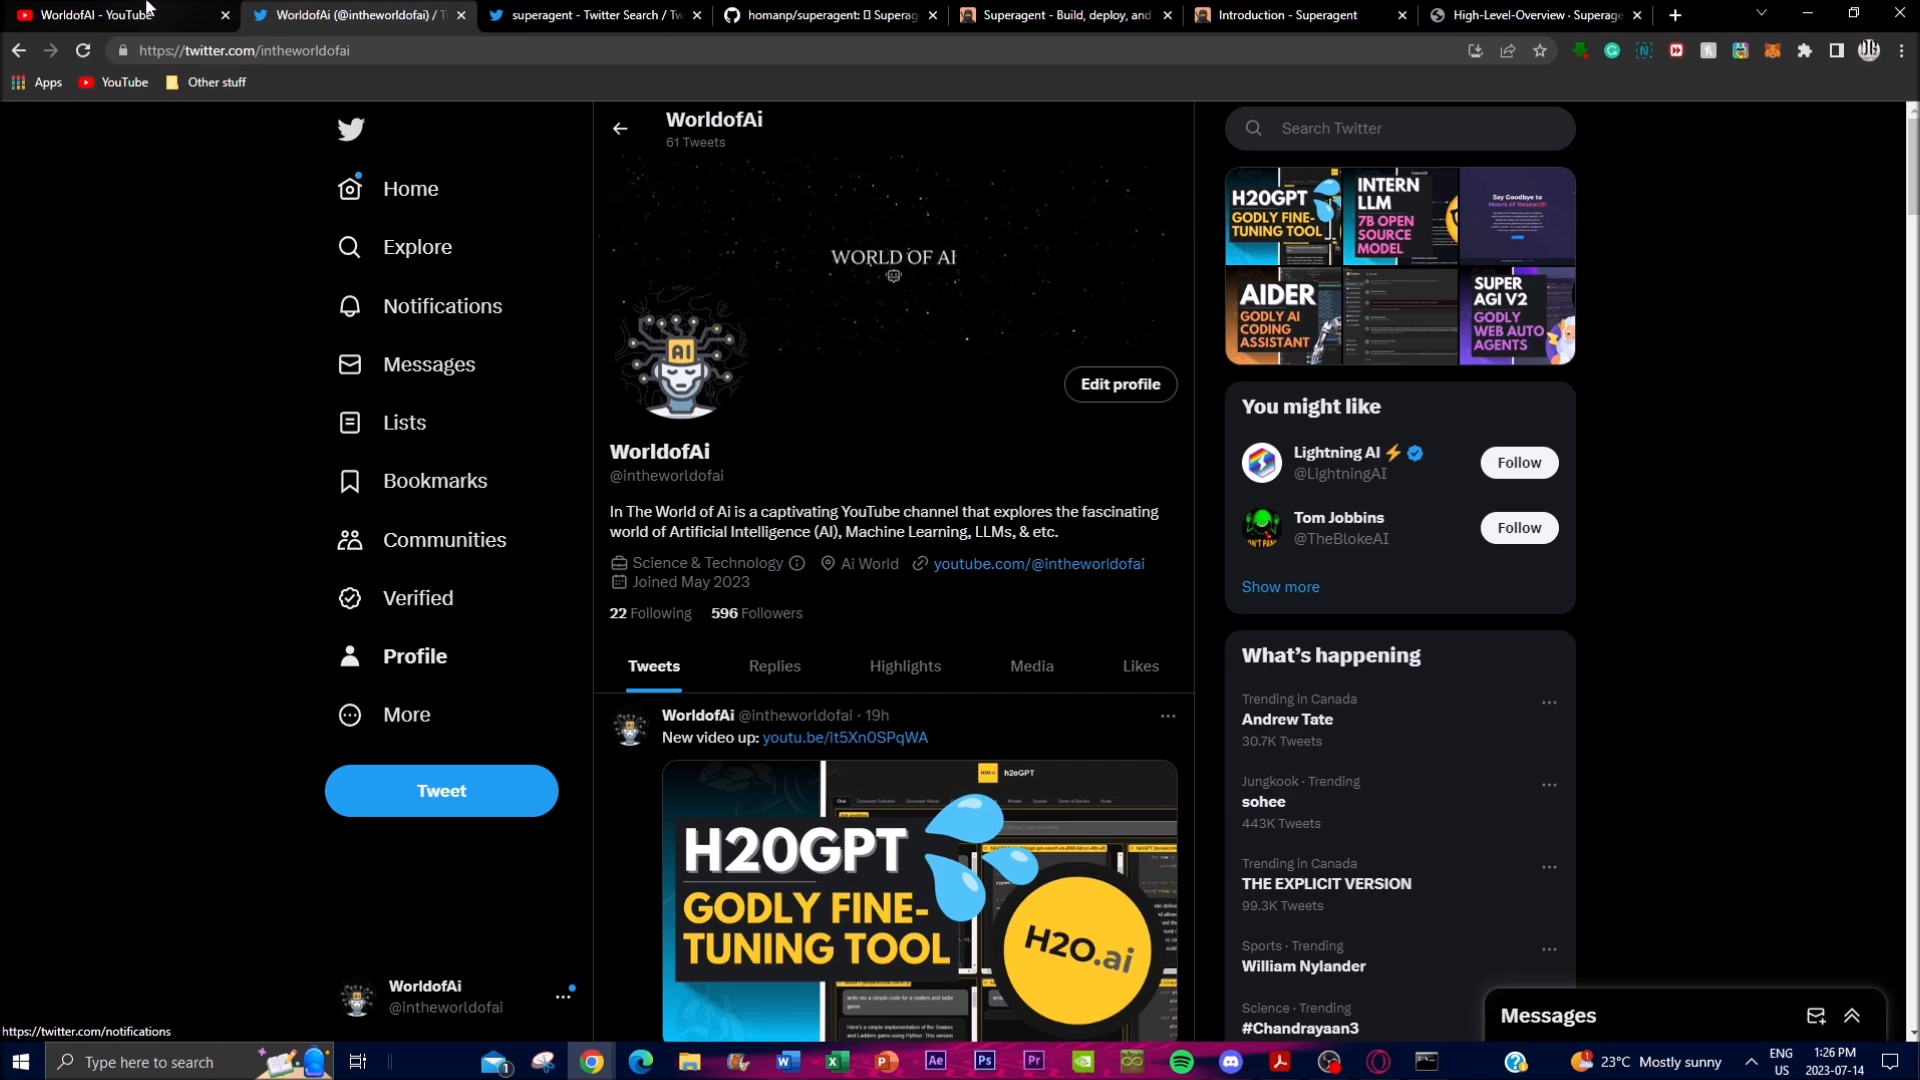 WorldofAI - YouTube
WorldofAi (@intheworldofai) / T
superagent - Twitter Search / Tw
homanp/superagent: Superag
Superagent - Build, deploy, and
Introduction - Superagent
High-Level-Overview · Superage
https://twitter.com/intheworldofai
Apps
YouTube
Other stuff
Home
Explore
Notifications
Messages
Lists
Bookmarks
Communities
Verified
Profile
More
Tweet
WorldofAi
@intheworldofai
https://twitter.com/notifications
WorldofAi
61 Tweets
WORLD OF AI
AI
Edit profile
WorldofAi
@intheworldofai
In The World of Ai is a captivating YouTube channel that explores the fascinating
world of Artificial Intelligence (AI), Machine Learning, LLMs, & etc.
Science & Technology
Ai World
youtube.com/@intheworldofai
Joined May 2023
22 Following 596 Followers
Tweets
Replies
Highlights
Media
Likes
WorldofAi @intheworldofai · 19h
New video up: youtu.be/it5Xn0SPqWA
h2oGPT
H20GPT
GODLY FINE-
TUNING TOOL
H2O.ai
Search Twitter
H20GPT
GODLY FINE-
TUNING TOOL
INTERN
LLM
7B OPEN
SOURCE
MODEL
Say Goodbye to
Hours of Research
AIDER
GODLY AI
CODING
ASSISTANT
SUPER
AGI V2
GODLY
WEB AUTO
AGENTS
You might like
Lightning AI
@LightningAI
Follow
Tom Jobbins
@TheBlokeAI
Follow
Show more
What's happening
Trending in Canada
Andrew Tate
30.7K Tweets
Jungkook · Trending
sohee
443K Tweets
Trending in Canada
THE EXPLICIT VERSION
99.3K Tweets
Sports · Trending
William Nylander
Science · Trending
#Chandrayaan3
Messages
Type here to search
23°C Mostly sunny
ENG
US
1:26 PM
2023-07-14